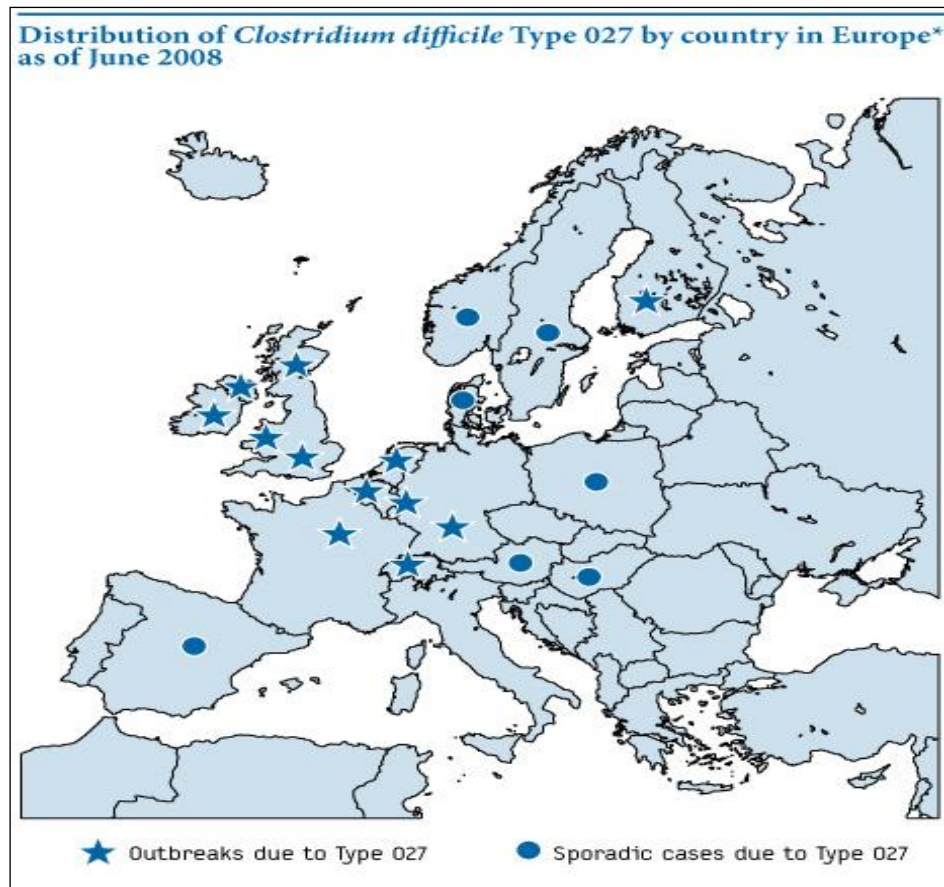 Distribution of Clostridium difficile Type 027 by country in Europe*
as of June 2008
Outbreaks due to Type 027
Sporadic cases due to Type 027